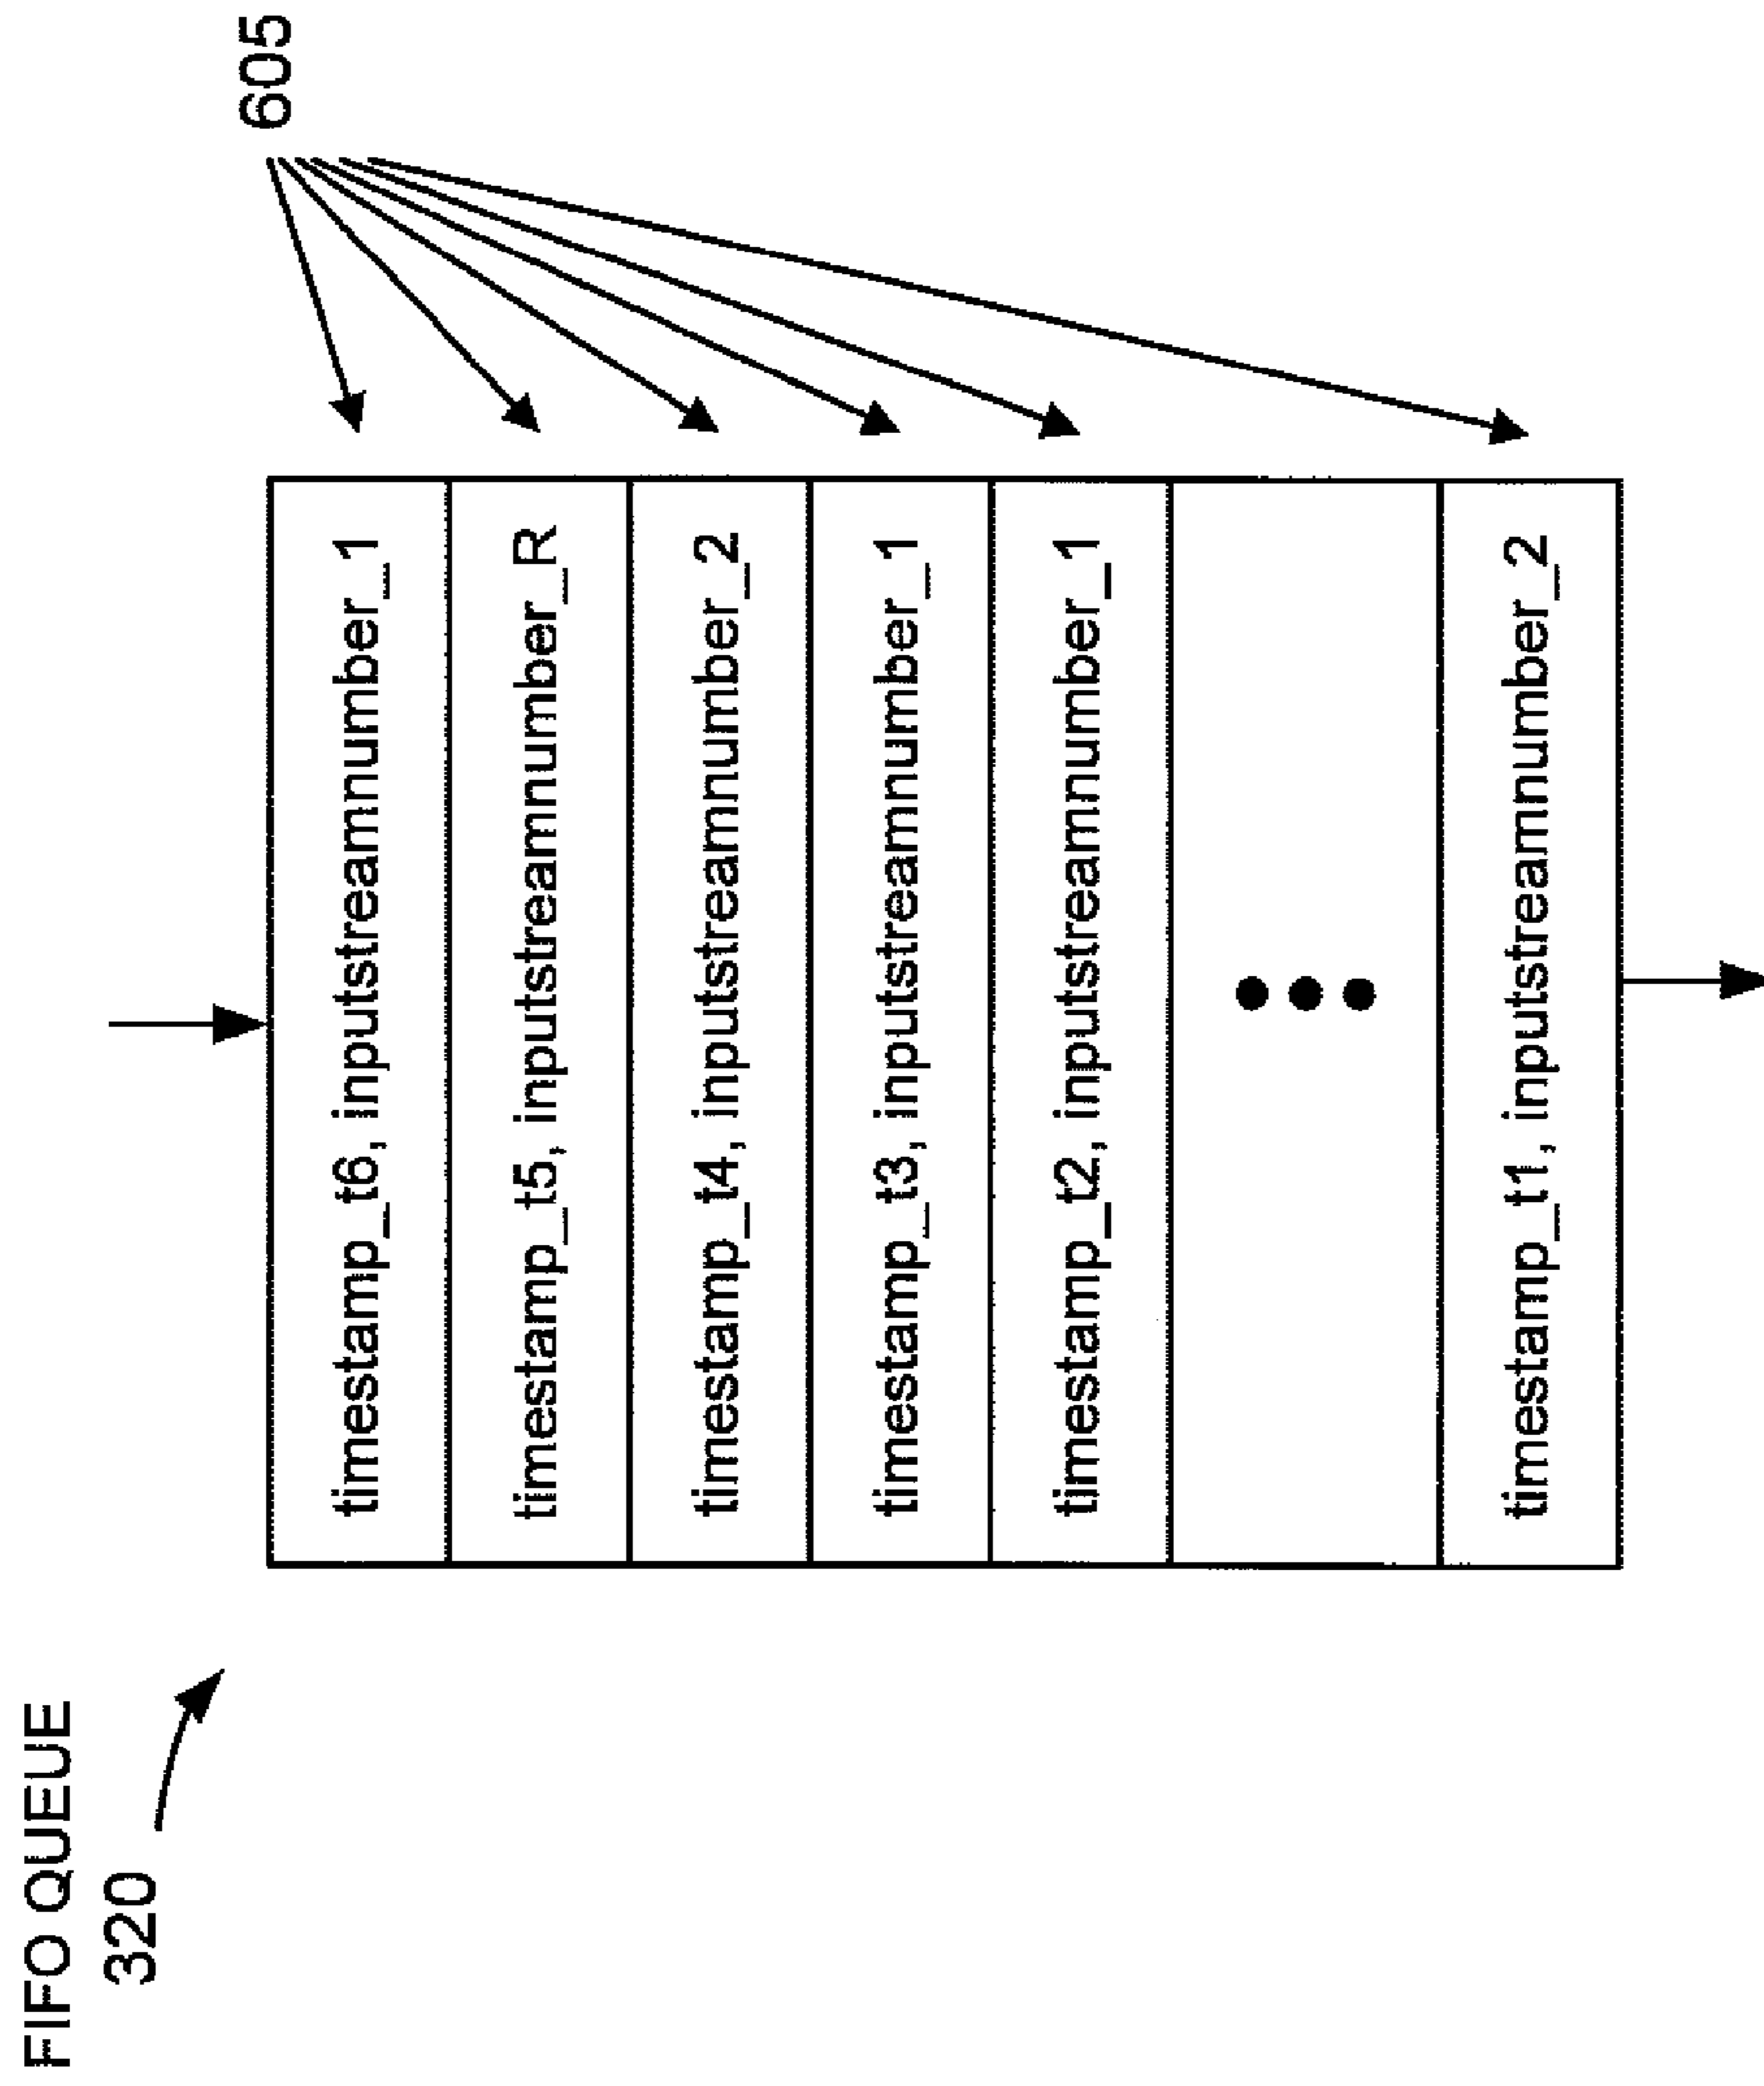 FIFO QUEUE
320
605
timestamp_t6, inputstreamnumber_1
timestamp_t5, inputstreamnumber_R
timestamp_t4, inputstreamnumber_2
timestamp_t3, inputstreamnumber_1
timestamp_t2, inputstreamnumber_1
timestamp_t1, inputstreamnumber_2